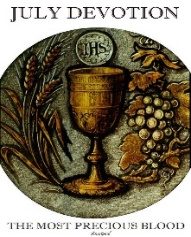 JULY DEVOTION
IHS
THE MOST PRECIOUS BLOOD